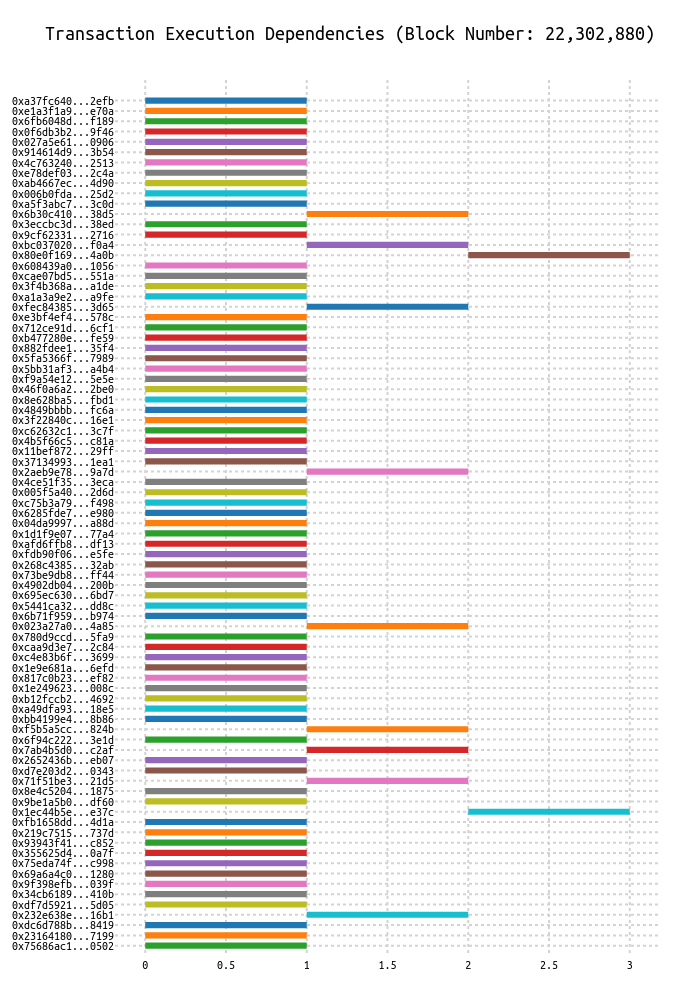 Transaction Execution Dependencies (Block Number: 22,302,880)
0xa37fc640...2efb
0xe1a3f1a9...e70a
0x6fb6048d...f189
0x0f6db3b2...9f46
0x027a5e61...0906
0x914614d9...3b54
0x4c763240...2513
0xe78def03...2c4a
0xab4667ec...4d90
0x006b0fda...25d2
0xa5f3abc7...3c0d
0x6b30c410...38d5
0x3eccbc3d...38ed
0x9cf62331...2716
0xbc037020...f0a4
0x80e0f169...4a0b
0x608439a0...1056
0xcae07bd5...551a
0x3f4b368a...a1de
0xa1a3a9e2...a9fe
0xfec84385...3d65
0xe3bf4ef4...578c
0x712ce91d...6cf1
0xb477280e...fe59
0x882fdee1...35f4
0x5fa5366f...7989
0x5bb31af3...a4b4
0xf9a54e12...5e5e
0x46f0a6a2...2be0
0x8e628ba5...fbd1
0x4849bbbb...fc6a
0x3f22840c...16e1
0xc62632c1...3c7f
0x4b5f66c5...c81a
0x11bef872...29ff
0x37134993...1ea1
0x2aeb9e78...9a7d
0x4ce51f35...3eca
0x005f5a40...2d6d
0xc75b3a79...f498
0x6285fde7...e980
0x04da9997...a88d
0x1d1f9e07...77a4
0xafd6ffb8...df13
0xfdb90f06...e5fe
0x268c4385...32ab
0x73be9db8...ff44
0x4902db04...200b
0x695ec630...6bd7
0x5441ca32...dd8c
0x6b71f959...b974
0x023a27a0...4a85
0x780d9ccd...5fa9
0xcaa9d3e7...2c84
0xc4e83b6f...3699
0x1e9e681a...6efd
0x817c0b23...ef82
0x1e249623...008c
0xb12fccb2...4692
0xa49dfa93...18e5
0xbb4199e4...8b86
0xf5b5a5cc...824b
0x6f94c222...3e1d
0x7ab4b5d0...c2af
0x2652436b...eb07
0xd7e203d2...0343
0x71f51be3...21d5
0x8e4c5204...1875
0x9be1a5b0...df60
0x1ec44b5e...e37c
0xfb1658dd...4d1a
0x219c7515...737d
0x93943f41...c852
0x355625d4...0a7f
0x75eda74f...c998
0x69a6a4c0...1280
0x9f398efb...039f
0x34cb6189...410b
0xdf7d5921...5d05
0x232e638e...16b1
0xdc6d788b...8419
0x23164180...7199
0x75686ac1...0502
0 0.5 1 1.5 2 2.5 3